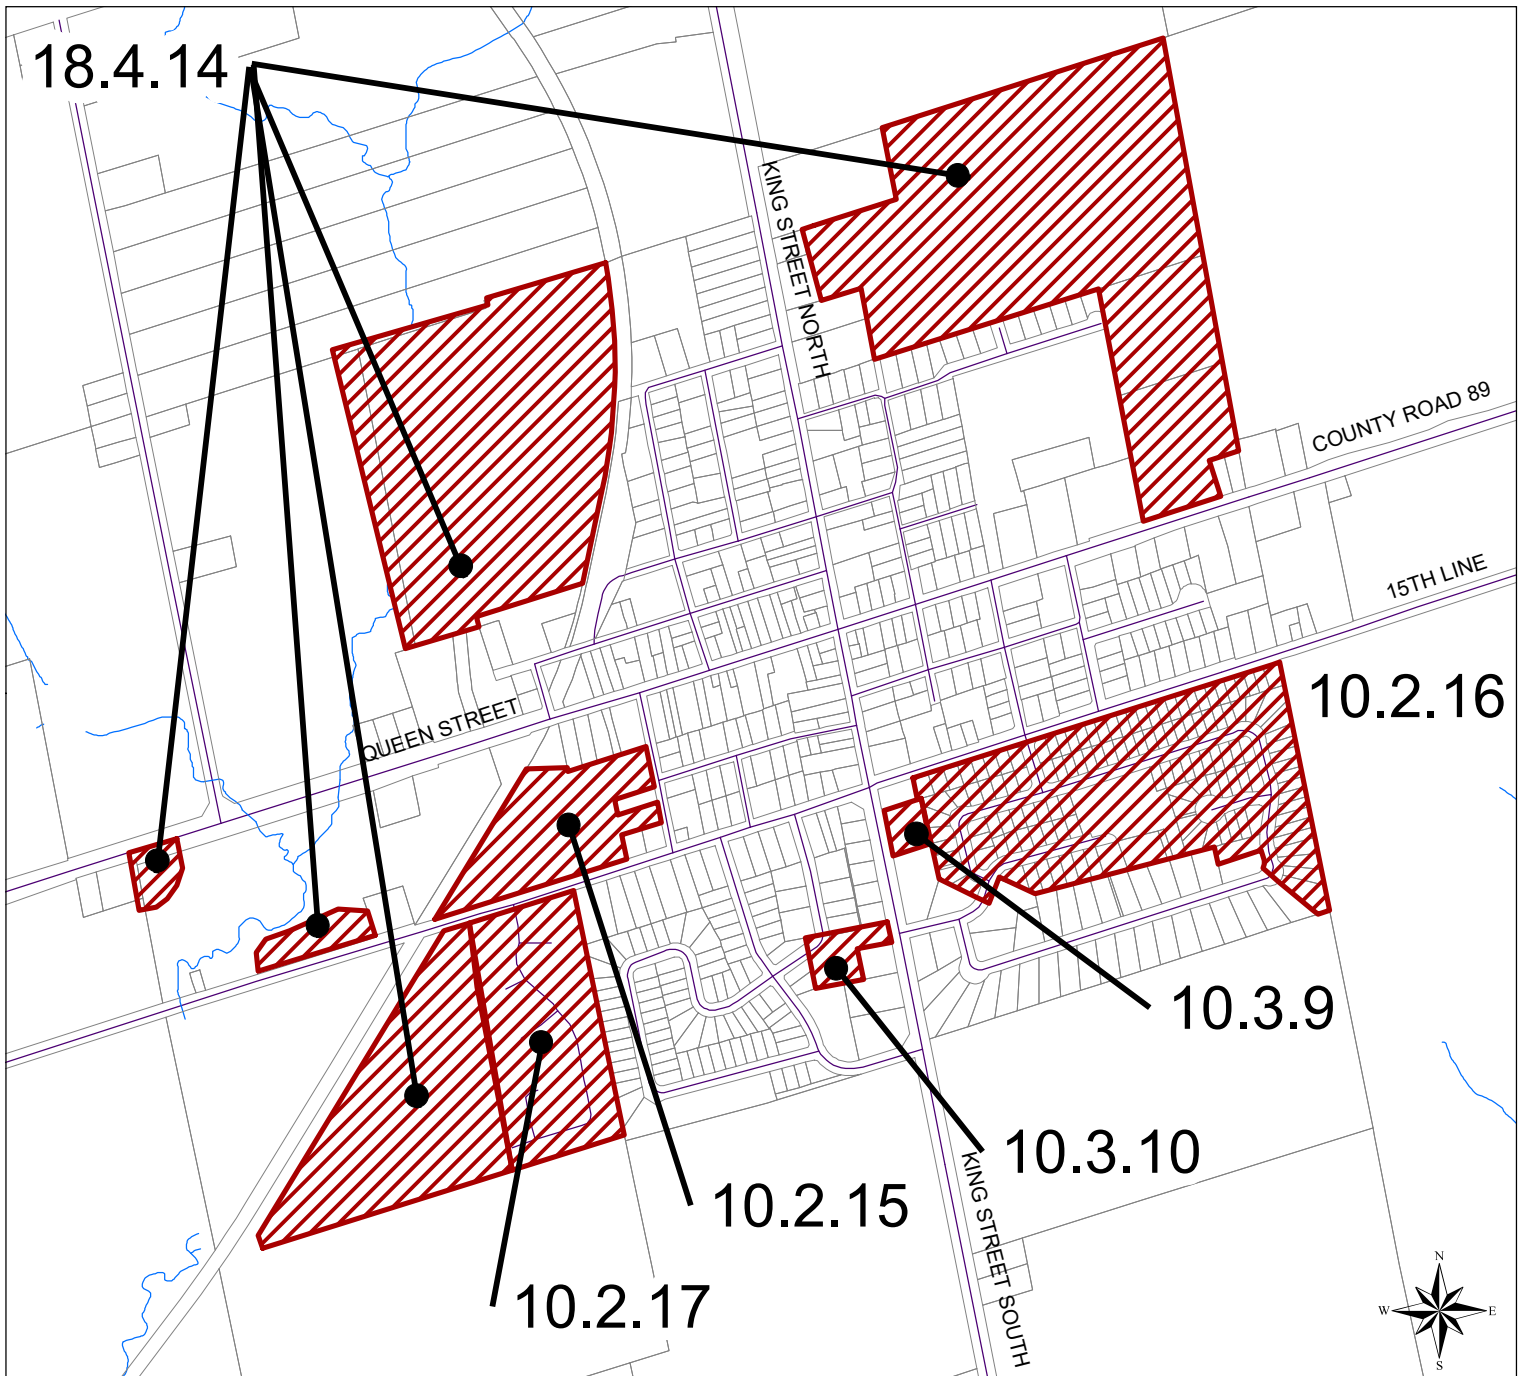 18.4.14
KING STREET NORTH
COUNTY ROAD 89
15TH LINE
10.2.16
QUEEN STREET
10.3.9
10.3.10
10.2.15
KING STREET SOUTH
10.2.17
N
W E
S